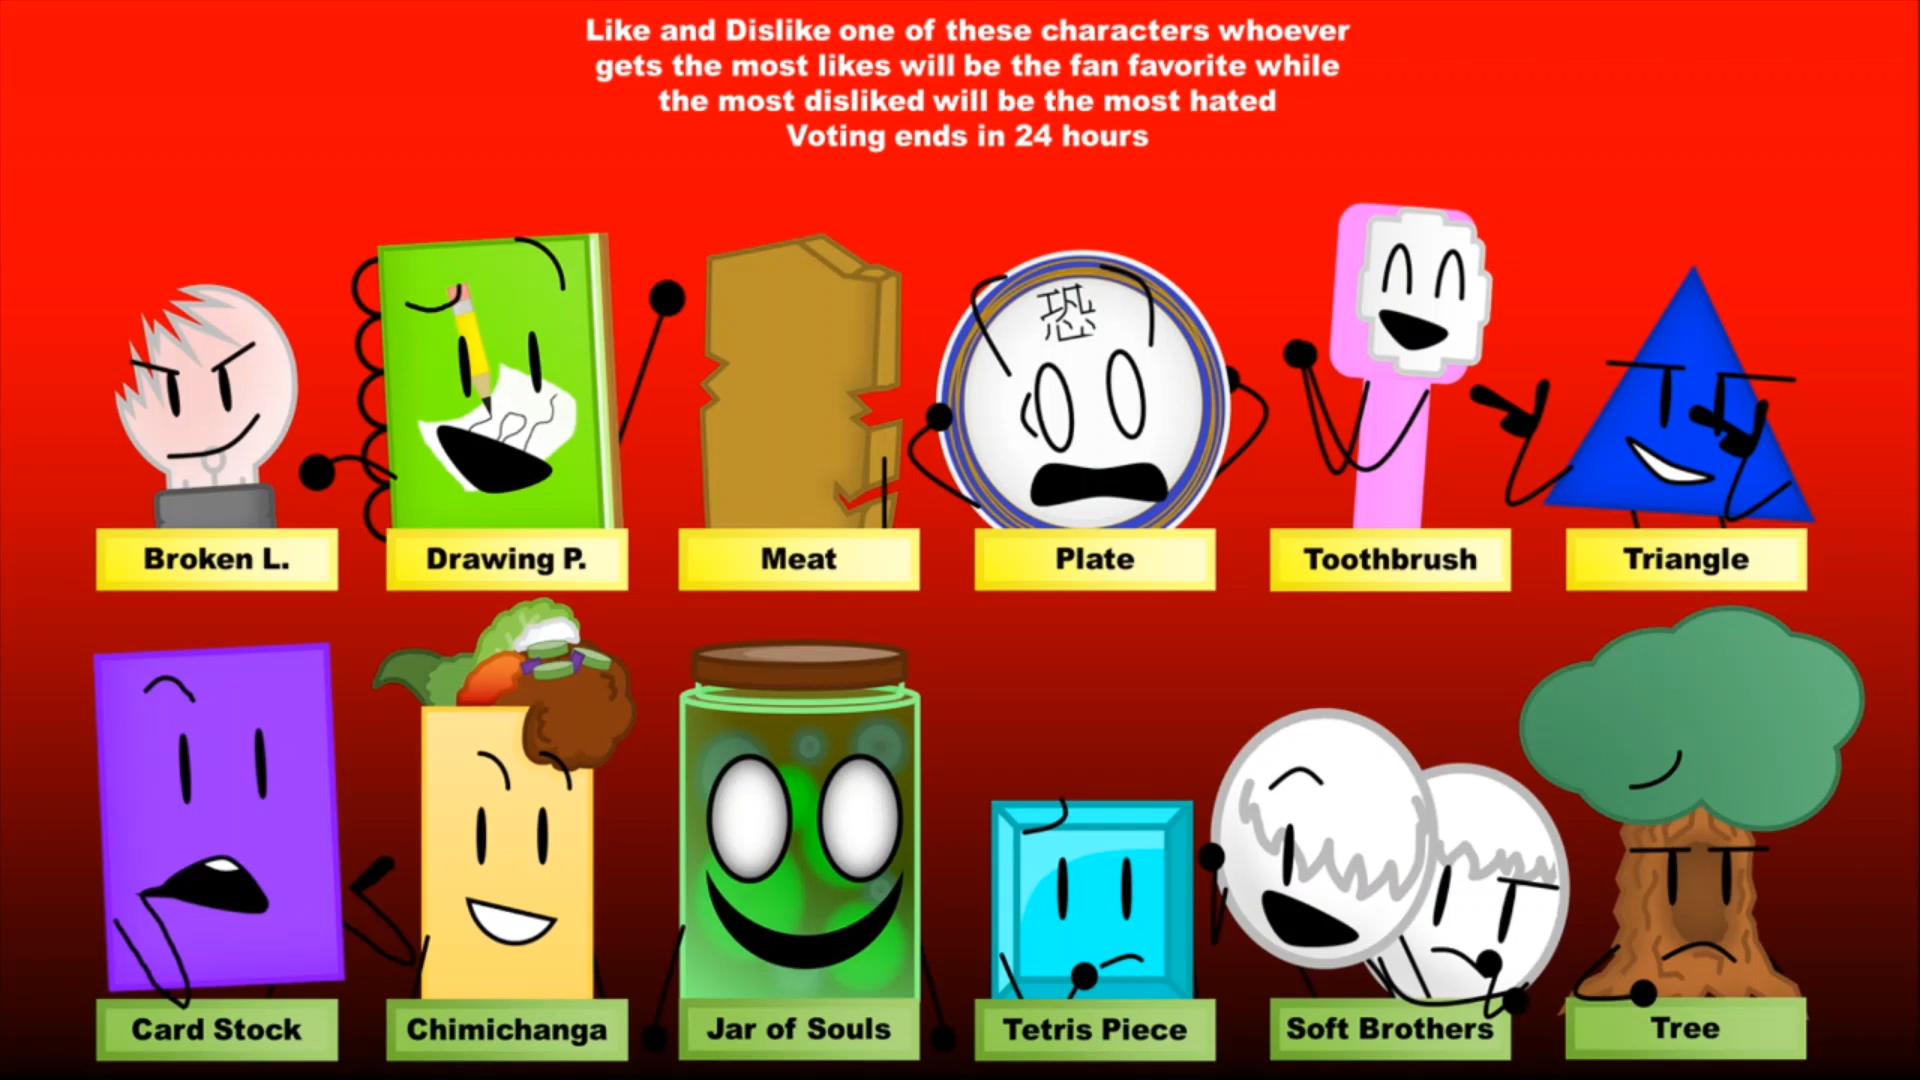 Like and Dislike one of these characters whoever
gets the most likes will be the fan favorite while
the most disliked will be the most hated
Voting ends in 24 hours
恐
Broken L.
Drawing P.
Meat
Plate
Toothbrush
Triangle
Card Stock
Chimichanga
Jar of Souls
Tetris Piece
Soft Brothers
Tree